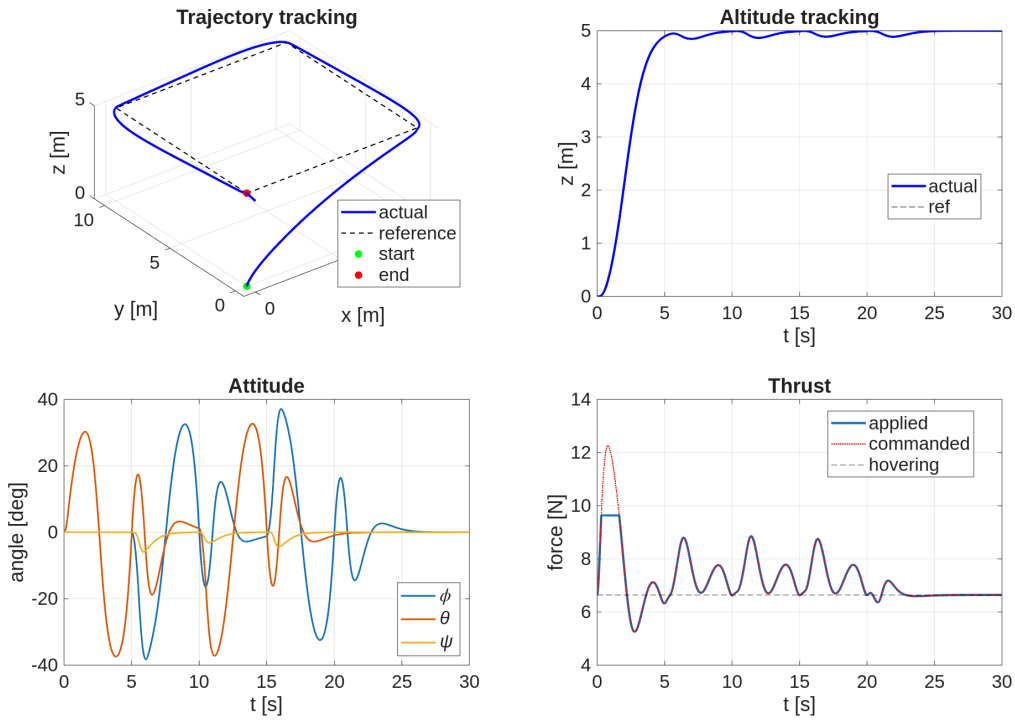 Trajectory tracking
5
0
z [m]
10
5
0
y [m]
0
x [m]
actual
reference
start
end
Altitude tracking
5
4
3
2
1
0
z [m]
0 5 10 15 20 25 30
t [s]
actual
ref
Attitude
40
20
0
-20
-40
angle [deg]
0 5 10 15 20 25 30
t [s]
ϕ
θ
ψ
Thrust
14
12
10
8
6
4
force [N]
0 5 10 15 20 25 30
t [s]
applied
commanded
hovering